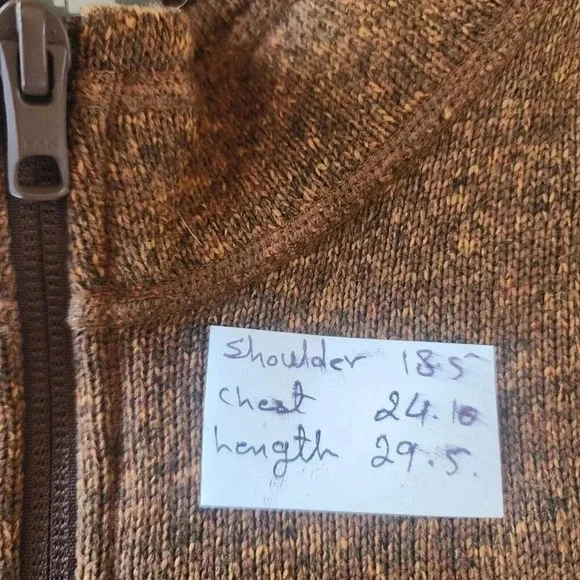 Shoulder 18.5
Chest 24.10
Length 29.5.